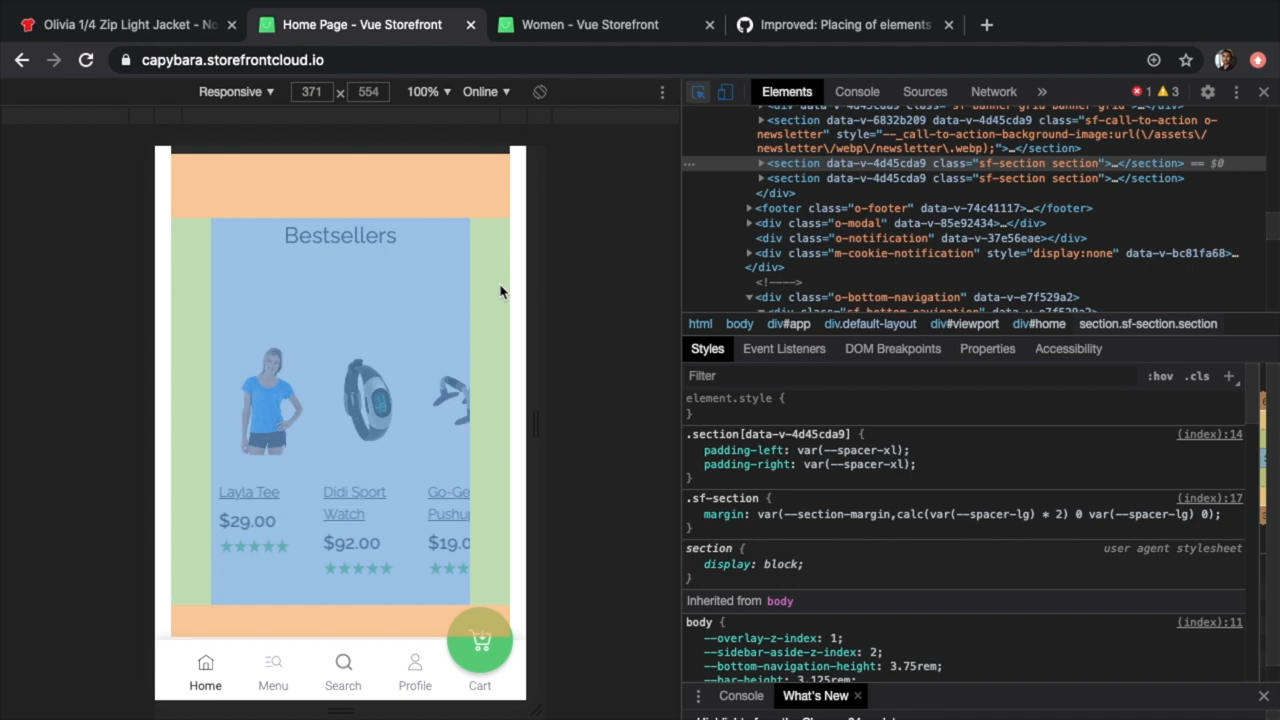 Olivia 1/4 Zip Light Jacket - No
Home Page - Vue Storefront
Women - Vue Storefront
Improved: Placing of elements
capybara.storefrontcloud.io
Responsive ▾ 371 × 554 100% ▾ Online ▾
Elements Console Sources Network » 1 3
<section data-v-6832b209 data-v-4d45cda9 class="sf-call-to-action o-
newsletter" style="--_call-to-action-background-image:url(\/assets\/
newsletter\/webp\/newsletter\.webp);">…</section>
<section data-v-4d45cda9 class="sf-section section">…</section> == $0
<section data-v-4d45cda9 class="sf-section section">…</section>
</div>
<footer class="o-footer" data-v-74c41117>…</footer>
<div class="o-modal" data-v-85e92434>…</div>
<div class="o-notification" data-v-37e56eae></div>
<div class="m-cookie-notification" style="display:none" data-v-bc81fa68>…
</div>
<!---->
<div class="o-bottom-navigation" data-v-e7f529a2>
html body div#app div.default-layout div#viewport div#home section.sf-section.section
Styles Event Listeners DOM Breakpoints Properties Accessibility
Filter :hov .cls +
element.style {
}
.section[data-v-4d45cda9] { (index):14
padding-left: var(--spacer-xl);
padding-right: var(--spacer-xl);
}
.sf-section { (index):17
margin: var(--section-margin,calc(var(--spacer-lg) * 2) 0 var(--spacer-lg) 0);
}
section { user agent stylesheet
display: block;
}
Inherited from body
body { (index):11
--overlay-z-index: 1;
--sidebar-aside-z-index: 2;
--bottom-navigation-height: 3.75rem;
--bar-height: 3.125rem;
Console What's New ×
Bestsellers
Layla Tee
$29.00
Didi Sport
Watch
$92.00
Go-Ge
Pushu
$19.0
Home Menu Search Profile Cart